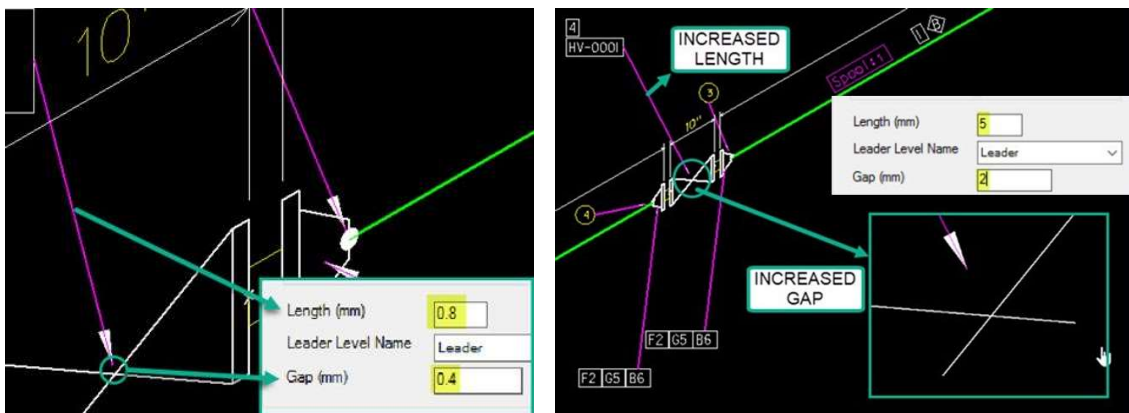 10"
Length (mm) 0.8
Leader Level Name Leader
Gap (mm) 0.4
4
HV-0001
INCREASED
LENGTH
1 B
Spool:1
3
10"
Length (mm) 5
Leader Level Name Leader
Gap (mm) 2
4
INCREASED
GAP
F2 G5 B6
F2 G5 B6